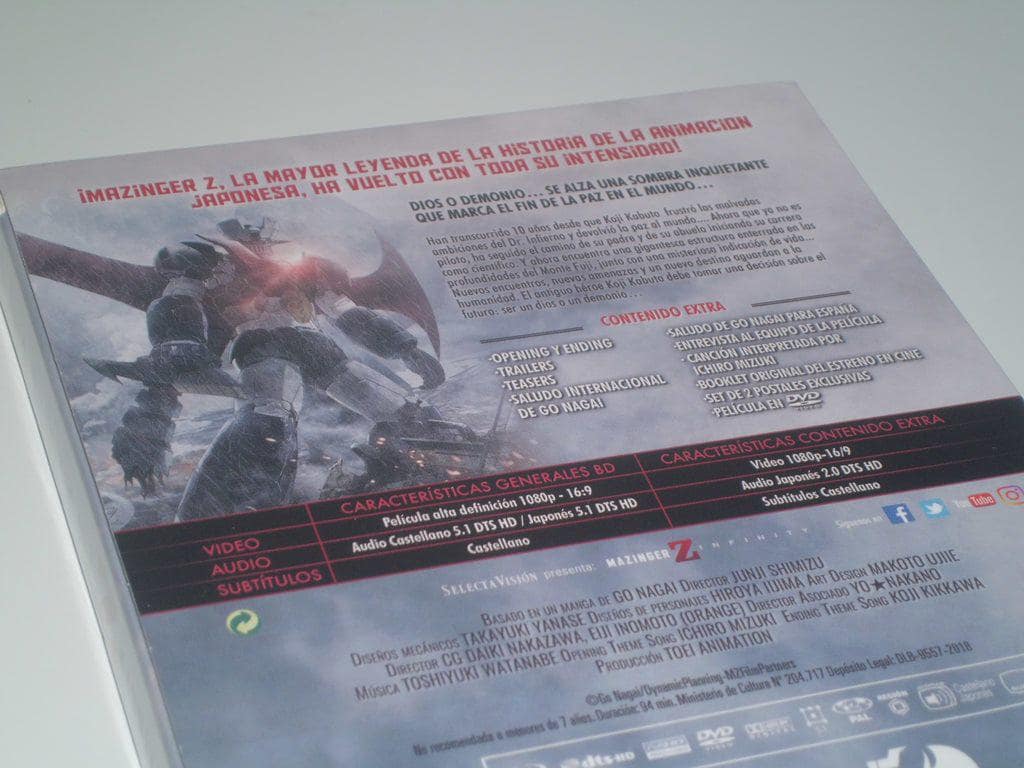 ¡MAZINGER Z, LA MAYOR LEYENDA DE LA HISTORIA DE LA ANIMACION
JAPONESA, HA VUELTO CON TODA SU INTENSIDAD!
DIOS O DEMONIO... SE ALZA UNA SOMBRA INQUIETANTE
QUE MARCA EL FIN DE LA PAZ EN EL MUNDO...
Han transcurrido 10 años desde que Koji Kabuto frustró las malvadas
ambiciones del Dr. Infierno y devolvió la paz al mundo... Ahora que ya no es
piloto, ha seguido el camino de su padre y de su abuelo iniciando su carrera
como científico. Y ahora encuentra una gigantesca estructura enterrada en las
profundidades del Monte Fuji, junto con una misteriosa indicación de vida...
Nuevos encuentros, nuevas amenazas y un nuevo destino aguardan a la
humanidad. El antiguo héroe Koji Kabuto debe tomar una decisión sobre el
futuro: ser un dios o un demonio...
CONTENIDO EXTRA
-OPENING Y ENDING
-TRAILERS
-TEASERS
-SALUDO INTERNACIONAL
DE GO NAGAI
-SALUDO DE GO NAGAI PARA ESPAÑA
-ENTREVISTA AL EQUIPO DE LA PELÍCULA
-CANCIÓN INTERPRETADA POR
ICHIRO MIZUKI
-BOOKLET ORIGINAL DEL ESTRENO EN CINE
-SET DE 2 POSTALES EXCLUSIVAS
-PELÍCULA EN DVD
CARACTERÍSTICAS GENERALES BD
CARACTERÍSTICAS CONTENIDO EXTRA
VIDEO
Película alta definición 1080p - 16:9
Video 1080p-16/9
AUDIO
Audio Castellano 5.1 DTS HD / Japonés 5.1 DTS HD
Audio Japonés 2.0 DTS HD
SUBTÍTULOS
Castellano
Subtítulos Castellano
Síguenos en
YouTube
SELECTAVISIÓN presenta: MAZINGER Z INFINITY
BASADO EN UN MANGA DE GO NAGAI DIRECTOR JUNJI SHIMIZU
DISEÑOS MECÁNICOS TAKAYUKI YANASE DISEÑOS DE PERSONAJES HIROYA IIJIMA ART DESIGN MAKOTO UJIIE
DIRECTOR CG DAIKI NAKAZAWA, EIJI INOMOTO (ORANGE) DIRECTOR ASOCIADO YO★NAKANO
MÚSICA TOSHIYUKI WATANABE OPENING THEME SONG ICHIRO MIZUKI ENDING THEME SONG KOJI KIKKAWA
PRODUCCIÓN TOEI ANIMATION
©Go Nagai/DynamicPlanning-MZFilmPartners
No recomendada a menores de 7 años. Duración: 94 min. Ministerio de Cultura Nº 204.717 Depósito Legal: DLB-9557-2018
dts-HD
DVD
PAL
Castellano